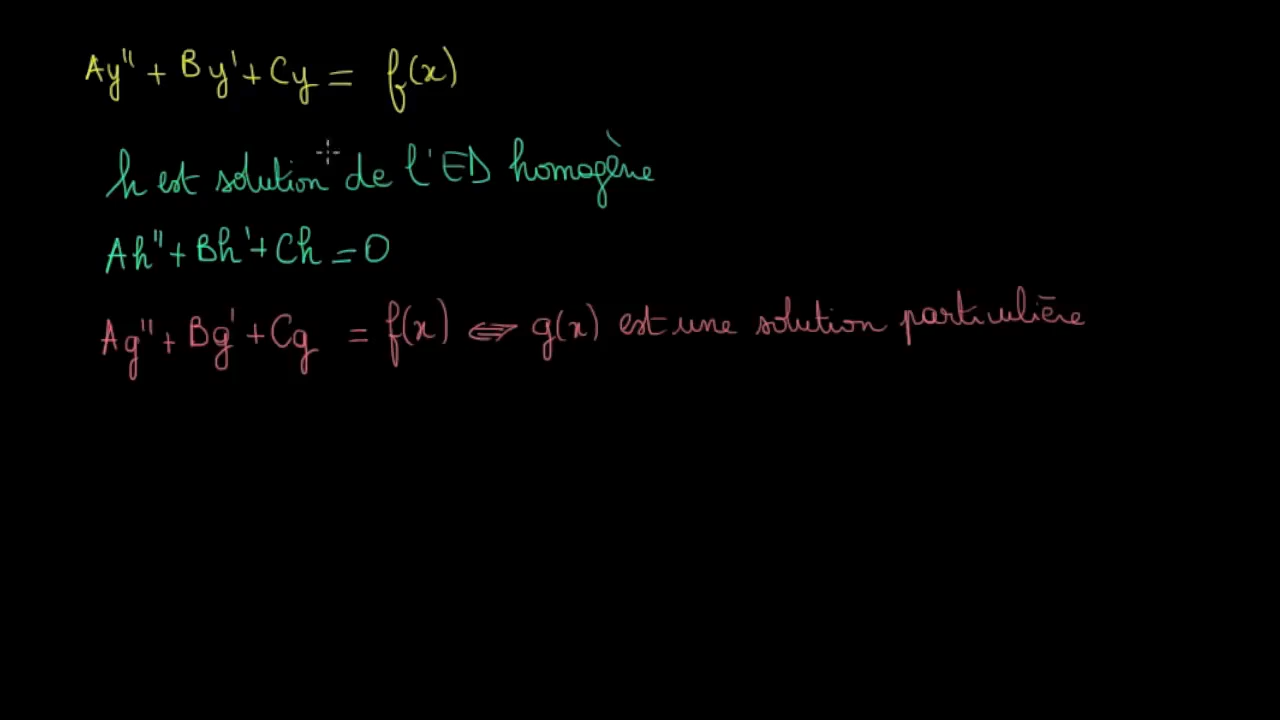 Ay" + By' + Cy = f(x)
h est solution de l'ED homogène
Ah" + Bh' + Ch = 0
Ag" + Bg' + Cg = f(x) ⇔ g(x) est une solution particulière